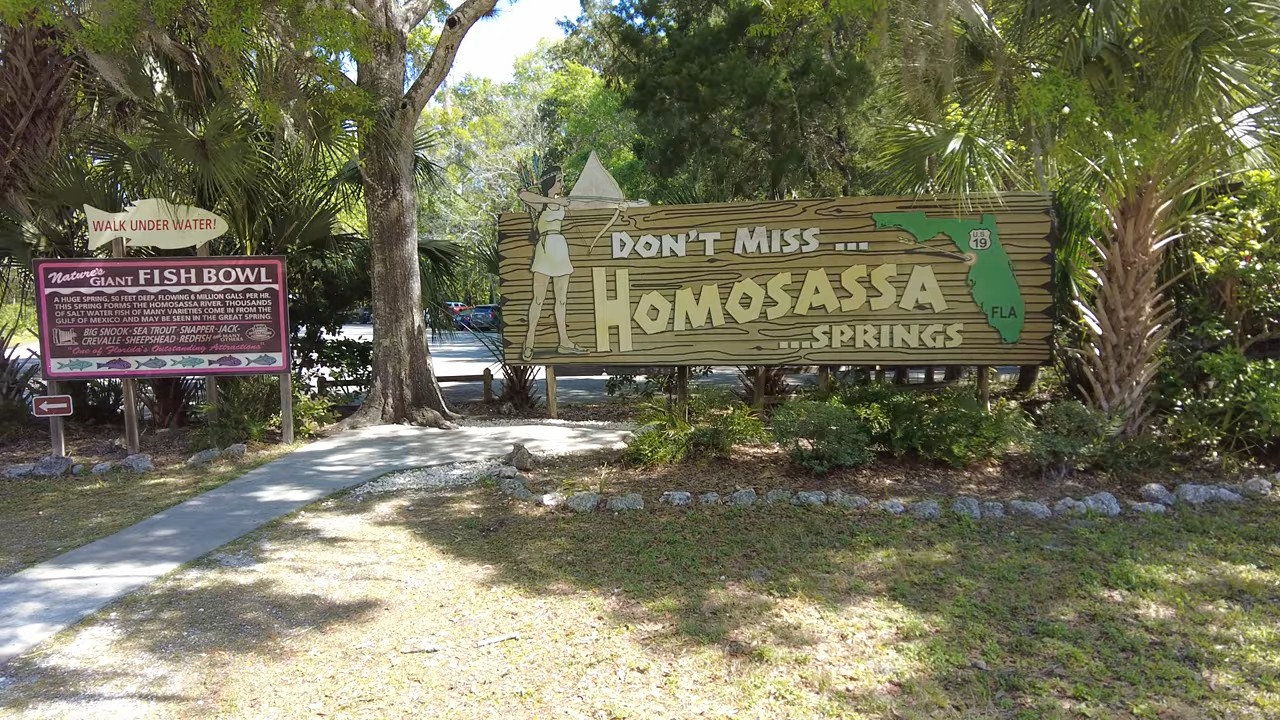 WALK UNDER WATER!
Nature's
GIANT FISH BOWL
A HUGE SPRING, 50 FEET DEEP, FLOWING 6 MILLION GALS. PER HR.
THIS SPRING FORMS THE HOMOSASSA RIVER. THOUSANDS
OF SALT WATER FISH OF MANY VARIETIES COME IN FROM THE
GULF OF MEXICO AND MAY BE SEEN IN THE GREAT SPRING.
BIG SNOOK · SEA TROUT · SNAPPER · JACK ·
CREVALLE · SHEEPSHEAD · REDFISH AND MANY OTHERS
"One of Florida's Outstanding Attractions"
DON'T MISS ...
HOMOSASSA
...SPRINGS
U.S
19
FLA